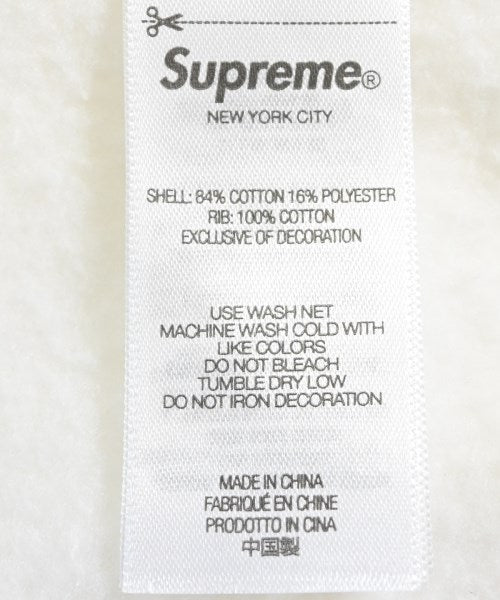 Supreme®
NEW YORK CITY
SHELL: 84% COTTON 16% POLYESTER
RIB: 100% COTTON
EXCLUSIVE OF DECORATION
USE WASH NET
MACHINE WASH COLD WITH
LIKE COLORS
DO NOT BLEACH
TUMBLE DRY LOW
DO NOT IRON DECORATION
MADE IN CHINA
FABRIQUÉ EN CHINE
PRODOTTO IN CINA
中国製